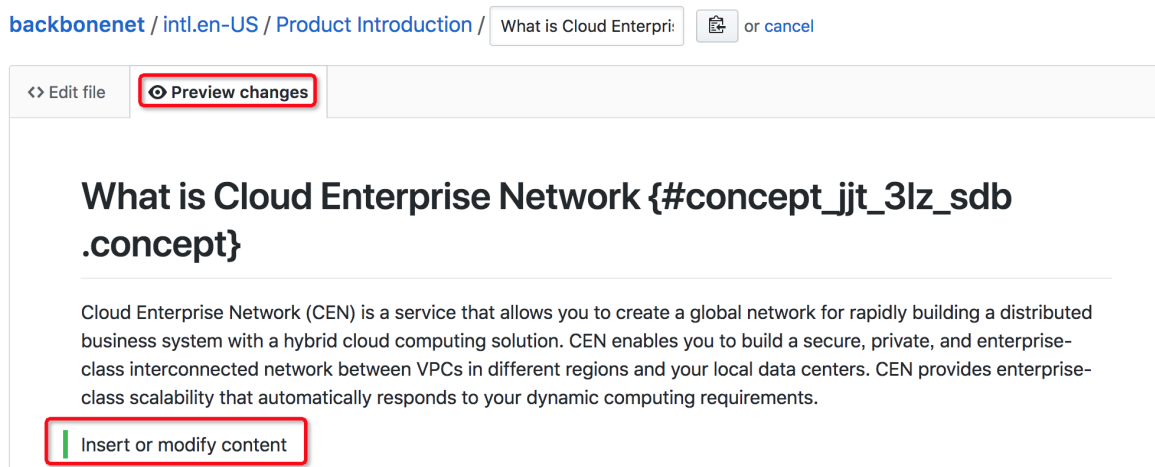 backbonenet / intl.en-US / Product Introduction / What is Cloud Enterpri or cancel
<> Edit file Preview changes
What is Cloud Enterprise Network {#concept_jjt_3lz_sdb
.concept}
Cloud Enterprise Network (CEN) is a service that allows you to create a global network for rapidly building a distributed
business system with a hybrid cloud computing solution. CEN enables you to build a secure, private, and enterprise-
class interconnected network between VPCs in different regions and your local data centers. CEN provides enterprise-
class scalability that automatically responds to your dynamic computing requirements.
Insert or modify content